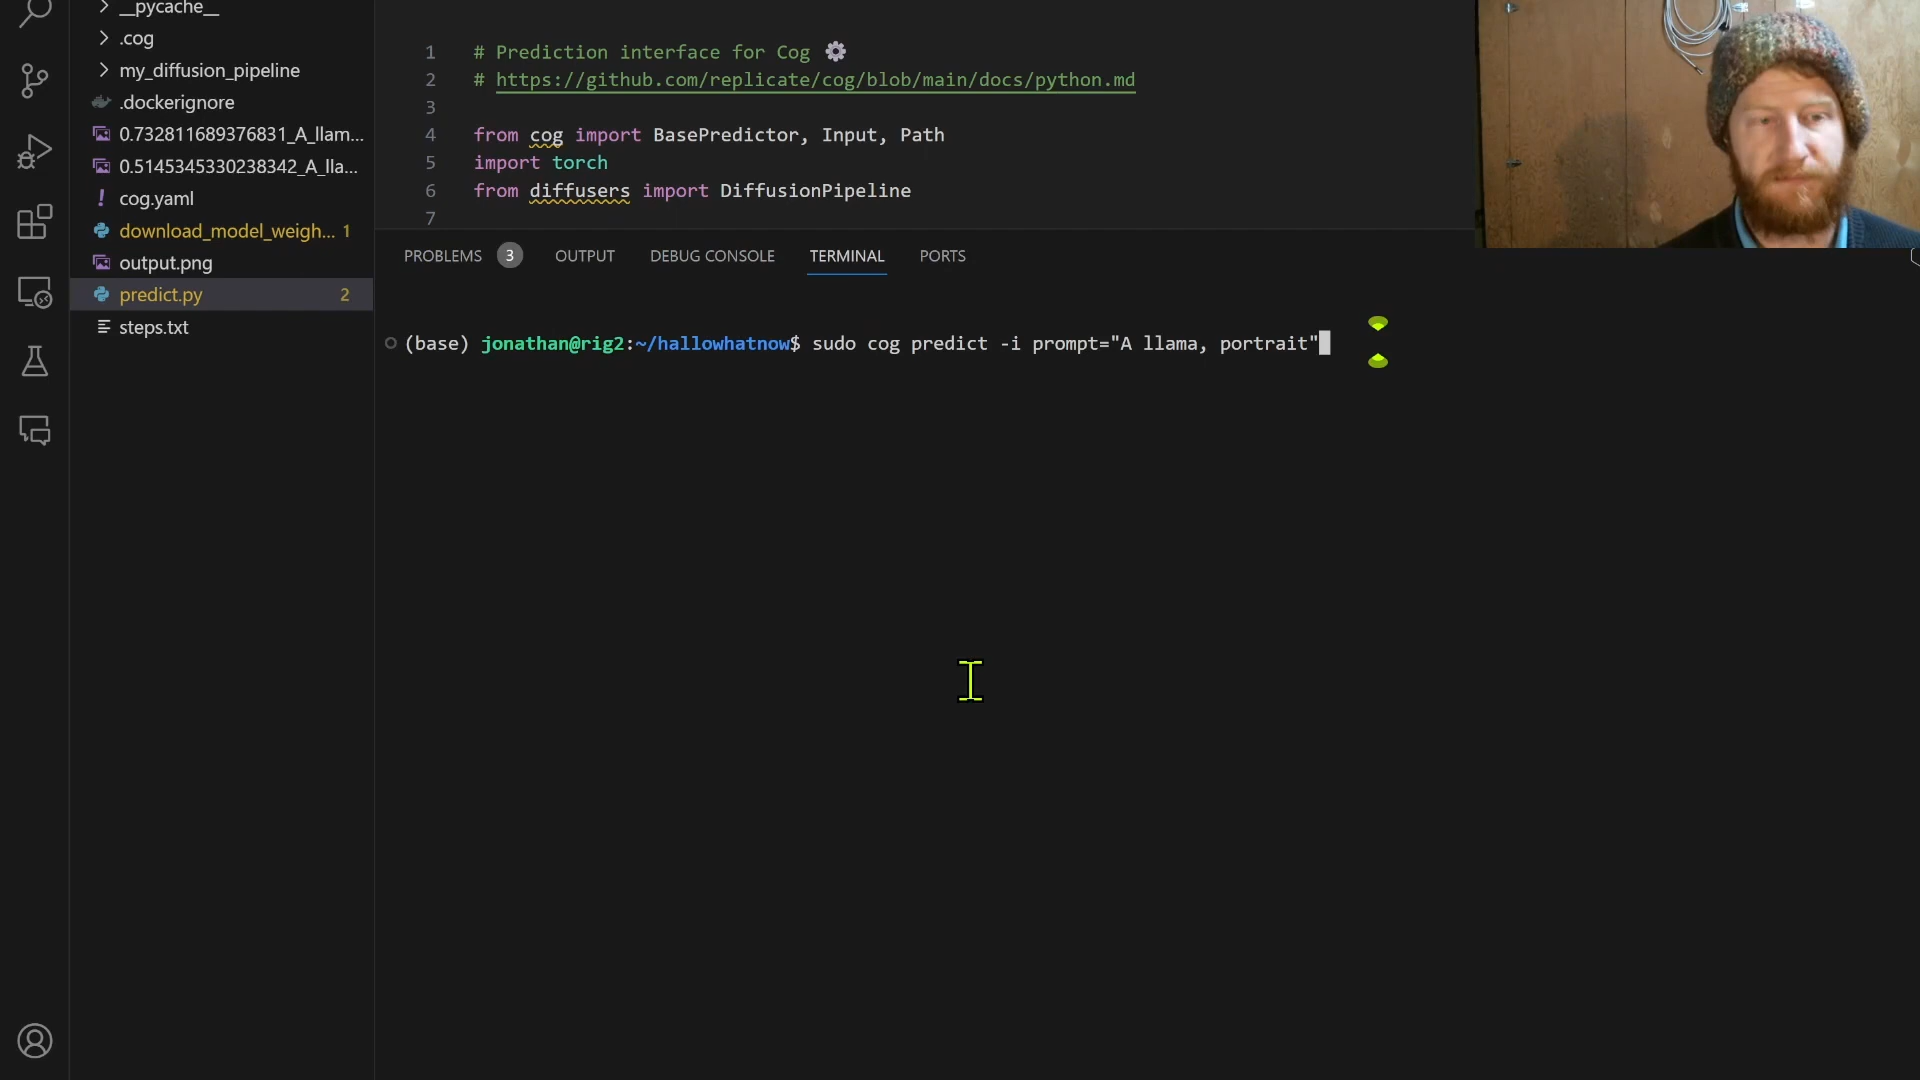 __pycache__
.cog
my_diffusion_pipeline
.dockerignore
0.732811689376831_A_llam...
0.5145345330238342_A_lla...
cog.yaml
download_model_weigh... 1
output.png
predict.py 2
steps.txt
1 # Prediction interface for Cog ⚙️
2 # https://github.com/replicate/cog/blob/main/docs/python.md
3
4 from cog import BasePredictor, Input, Path
5 import torch
6 from diffusers import DiffusionPipeline
7
PROBLEMS 3 OUTPUT DEBUG CONSOLE TERMINAL PORTS
(base) jonathan@rig2:~/hallowhatnow$ sudo cog predict -i prompt="A llama, portrait"